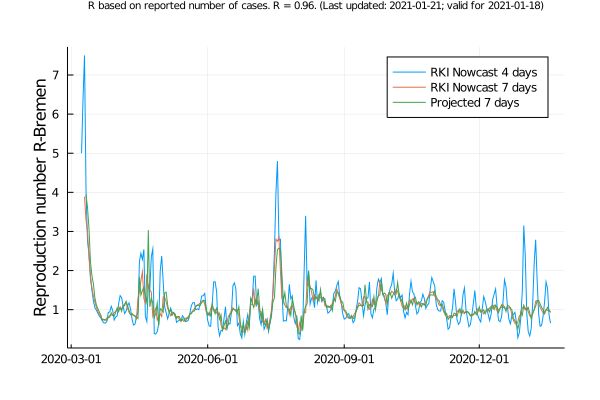 R based on reported number of cases. R = 0.96. (Last updated: 2021-01-21; valid for 2021-01-18)
Reproduction number R-Bremen
7
6
5
4
3
2
1
RKI Nowcast 4 days
RKI Nowcast 7 days
Projected 7 days
2020-03-01
2020-06-01
2020-09-01
2020-12-01